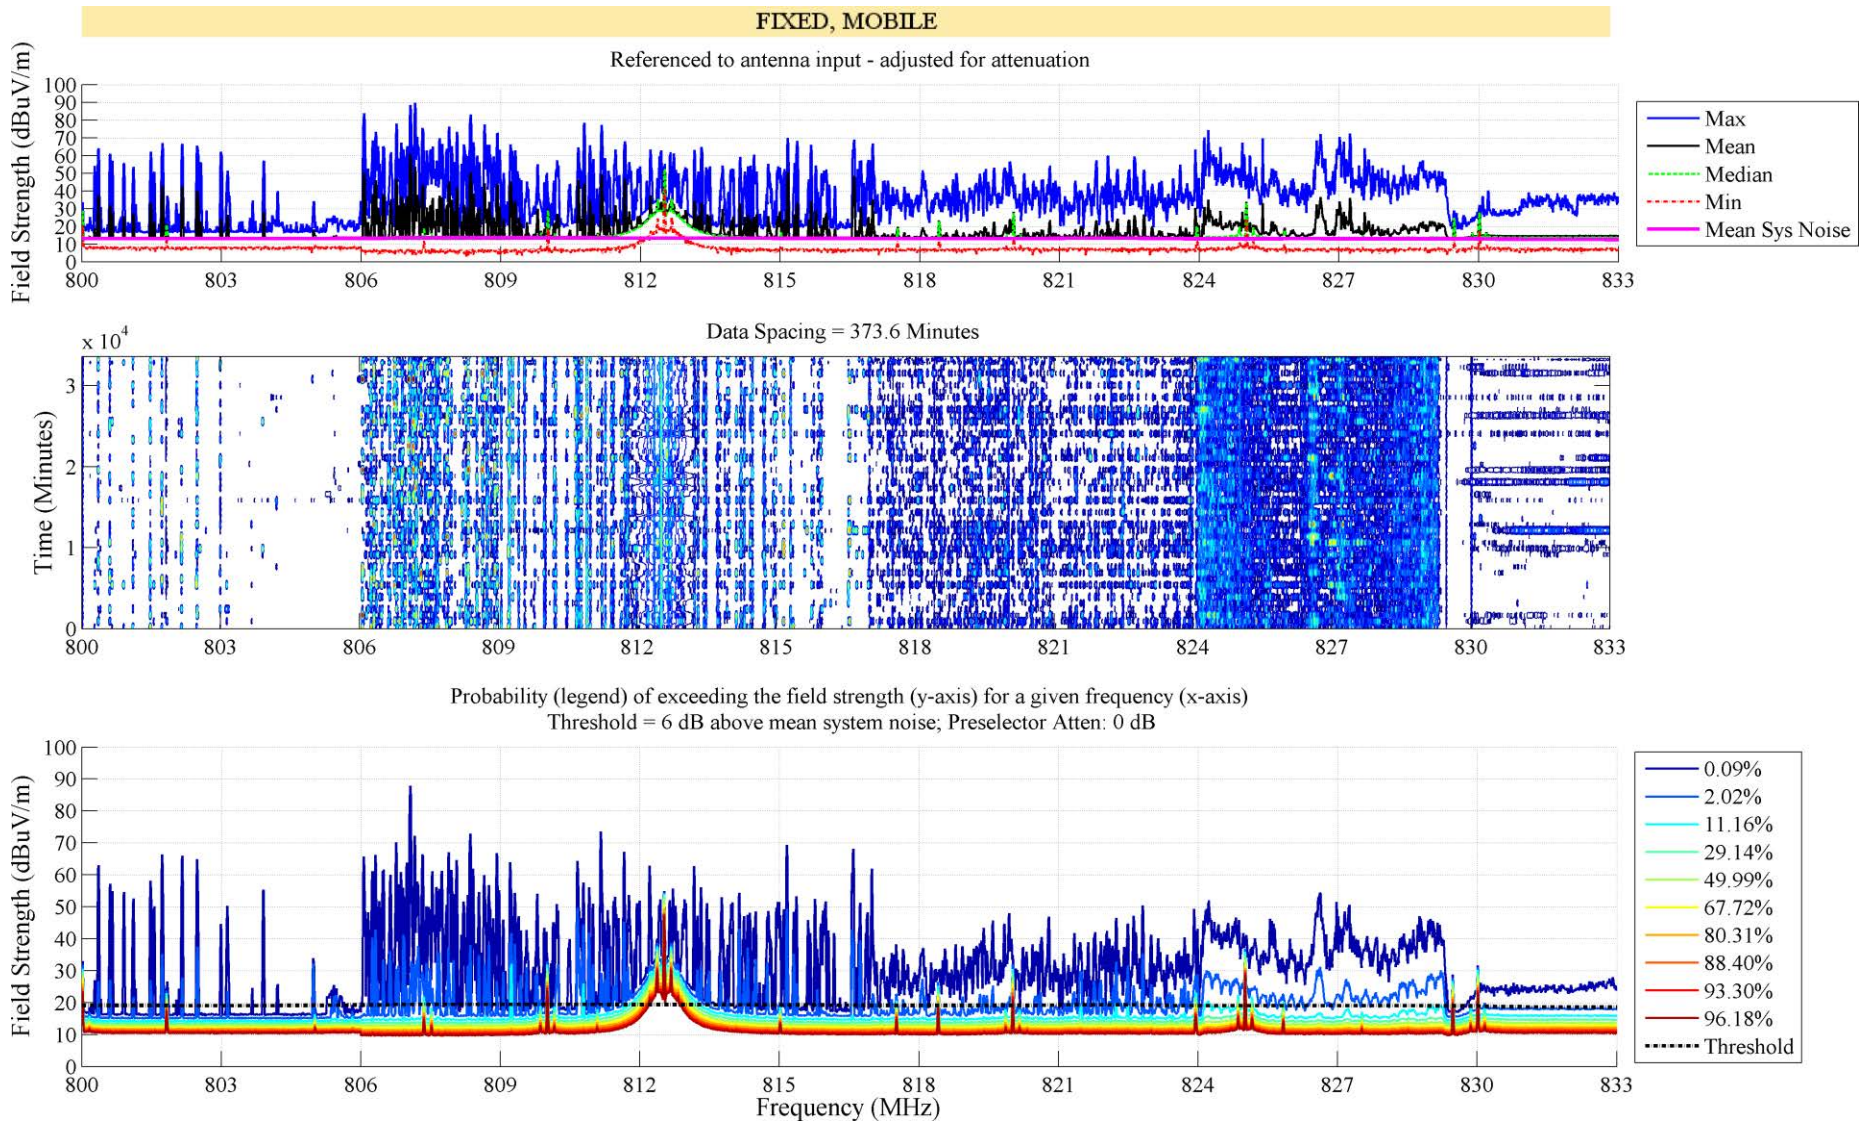 FIXED, MOBILE
Referenced to antenna input - adjusted for attenuation
Field Strength (dBuV/m)
100
90
80
70
60
50
40
30
20
10
0
800 803 806 809 812 815 818 821 824 827 830 833
Max
Mean
Median
Min
Mean Sys Noise
Data Spacing = 373.6 Minutes
x 10^4
Time (Minutes)
3
2
1
0
800 803 806 809 812 815 818 821 824 827 830 833
Probability (legend) of exceeding the field strength (y-axis) for a given frequency (x-axis)
Threshold = 6 dB above mean system noise; Preselector Atten: 0 dB
Field Strength (dBuV/m)
100
90
80
70
60
50
40
30
20
10
0
800 803 806 809 812 815 818 821 824 827 830 833
Frequency (MHz)
0.09%
2.02%
11.16%
29.14%
49.99%
67.72%
80.31%
88.40%
93.30%
96.18%
Threshold